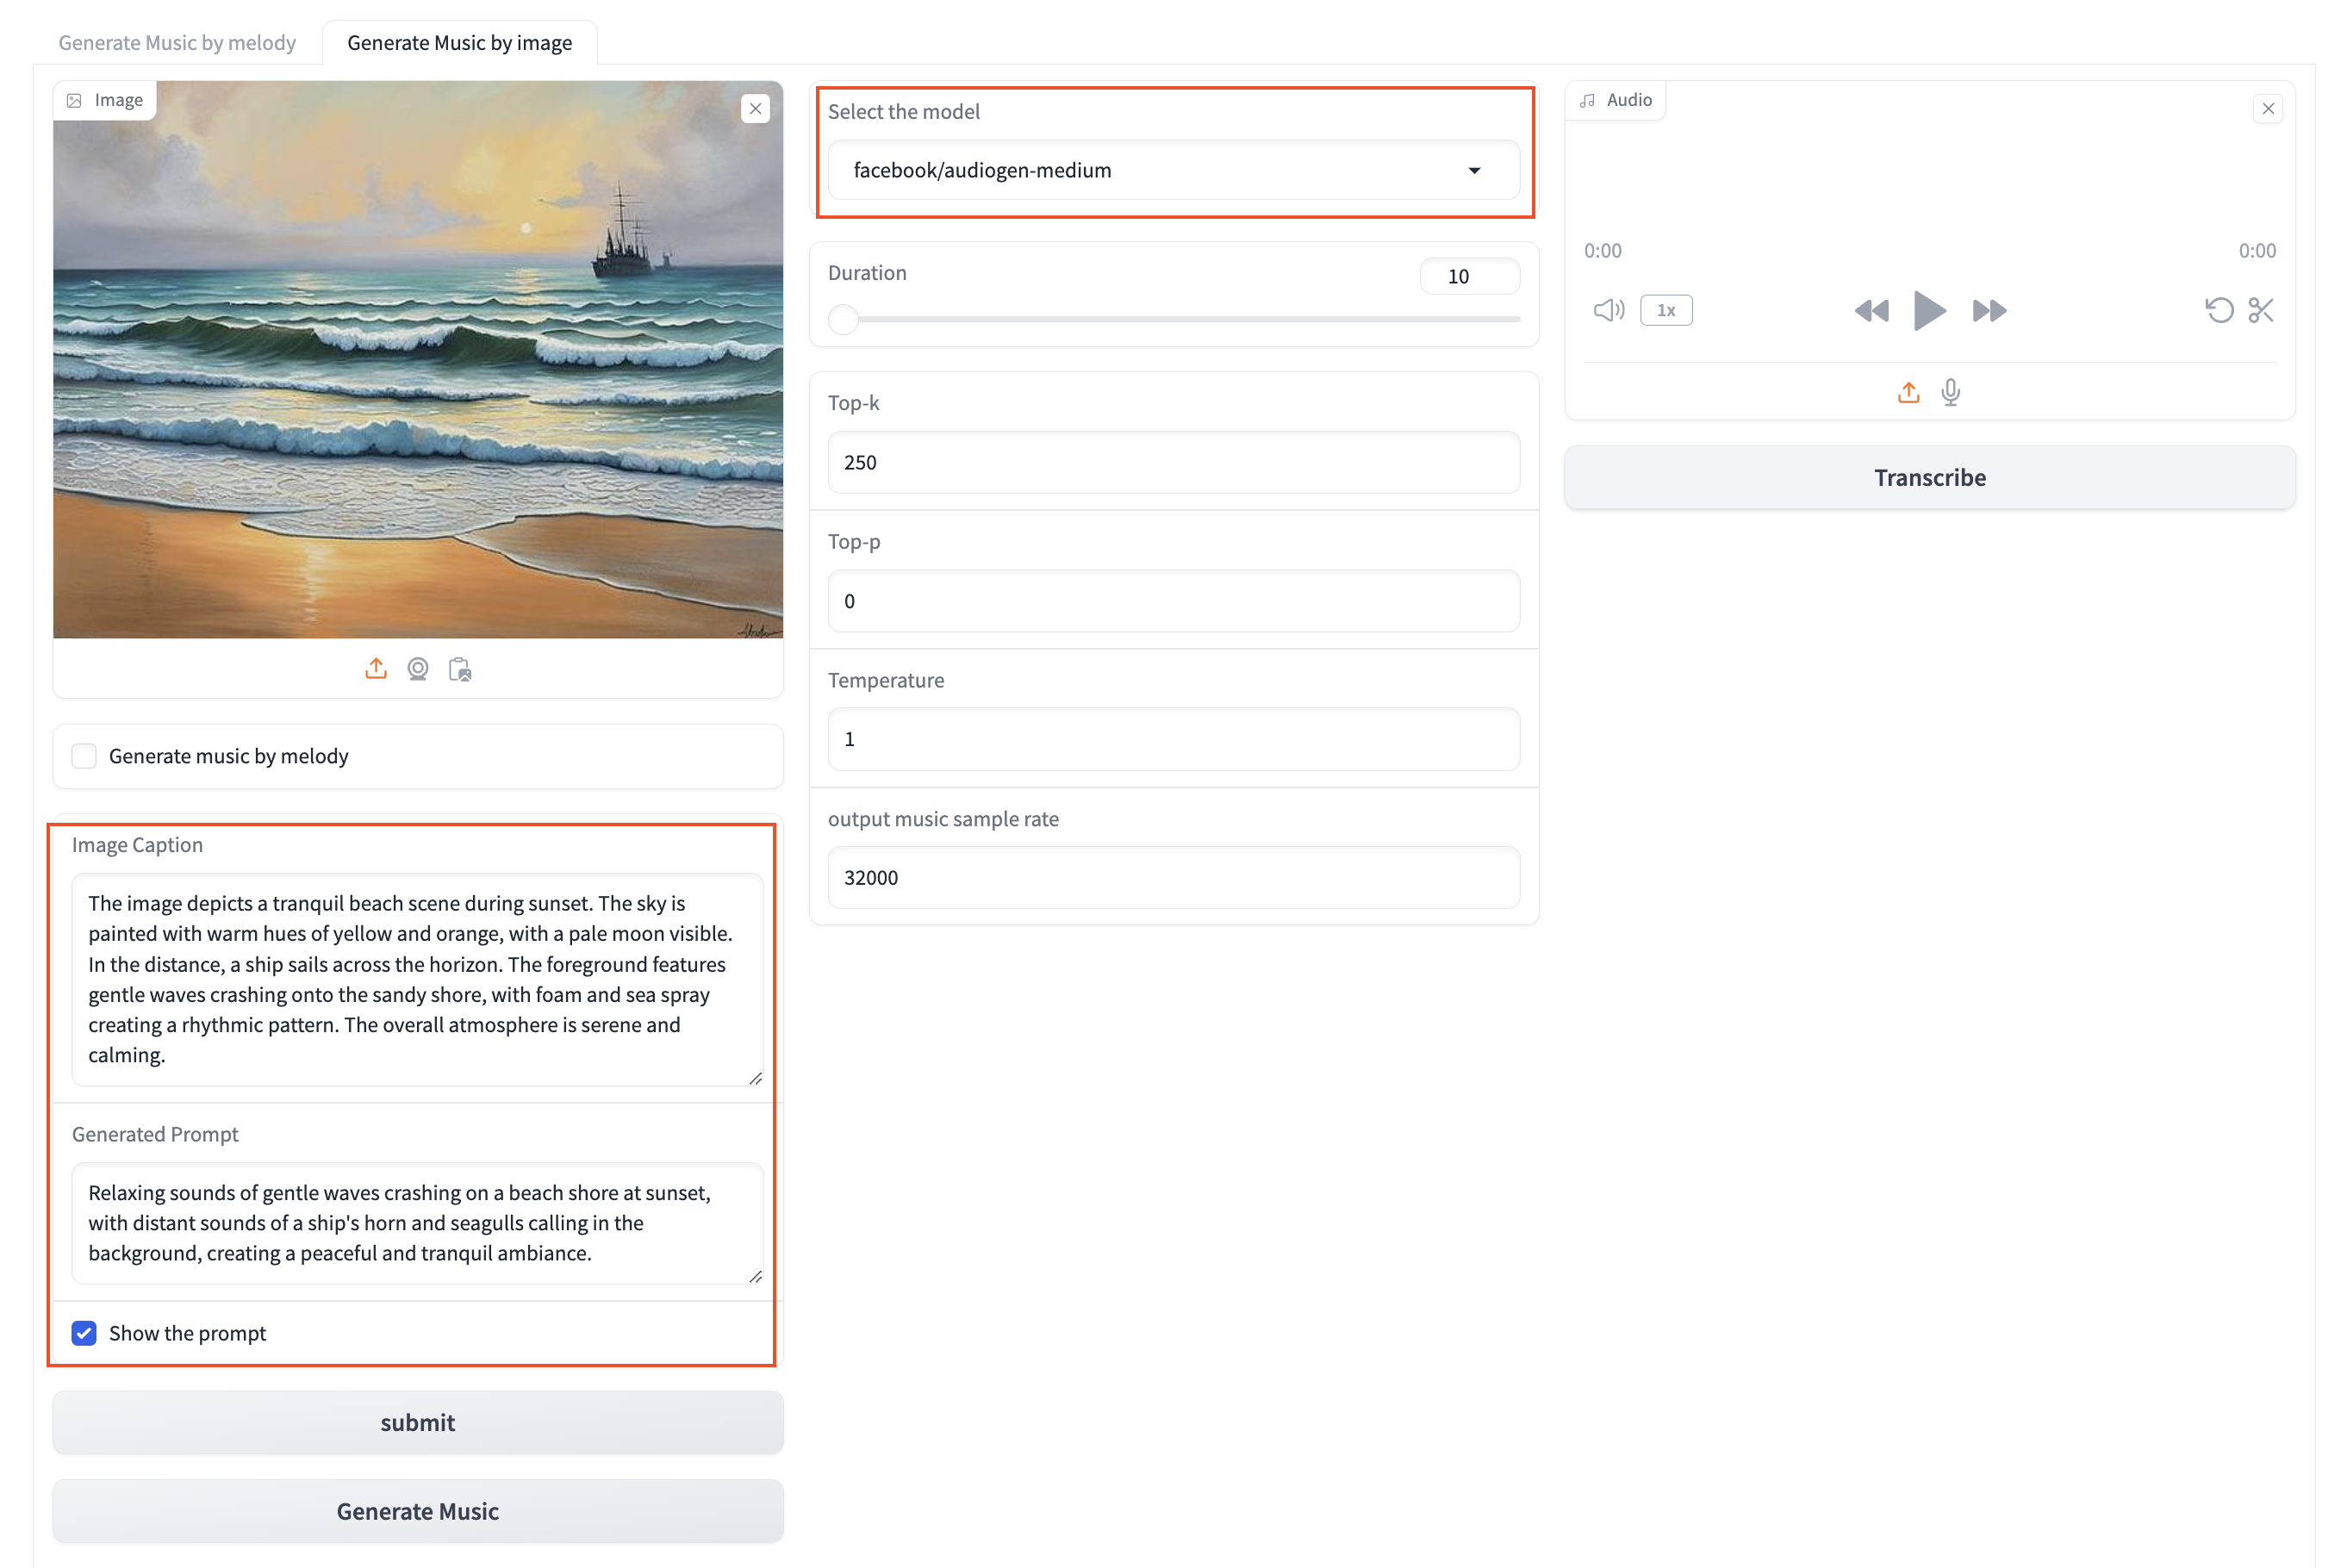 Generate Music by melody
Generate Music by image
Image
Generate music by melody
Image Caption
The image depicts a tranquil beach scene during sunset. The sky is
painted with warm hues of yellow and orange, with a pale moon visible.
In the distance, a ship sails across the horizon. The foreground features
gentle waves crashing onto the sandy shore, with foam and sea spray
creating a rhythmic pattern. The overall atmosphere is serene and
calming.
Generated Prompt
Relaxing sounds of gentle waves crashing on a beach shore at sunset,
with distant sounds of a ship's horn and seagulls calling in the
background, creating a peaceful and tranquil ambiance.
Show the prompt
submit
Generate Music
Select the model
facebook/audiogen-medium
Duration
10
Top-k
250
Top-p
0
Temperature
1
output music sample rate
32000
Audio
0:00
0:00
1x
Transcribe